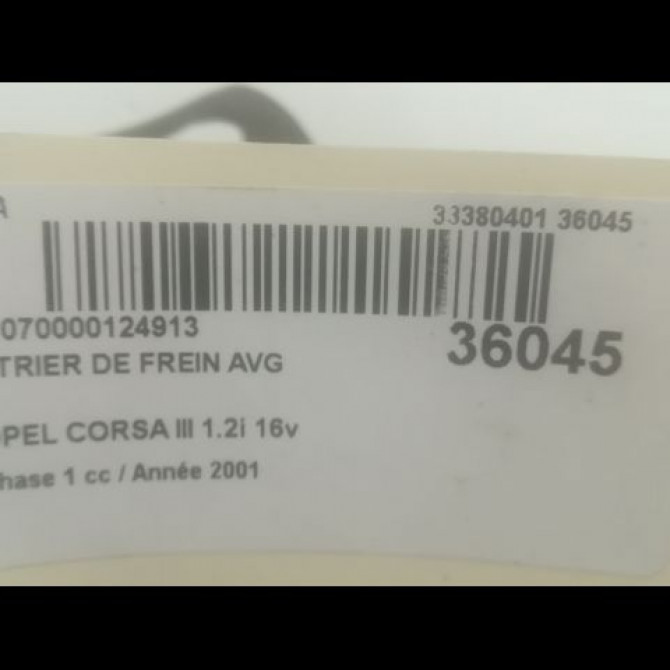 A 33380401 36045
070000124913
TRIER DE FREIN AVG
36045
PEL CORSA III 1.2i 16v
hase 1 cc / Année 2001